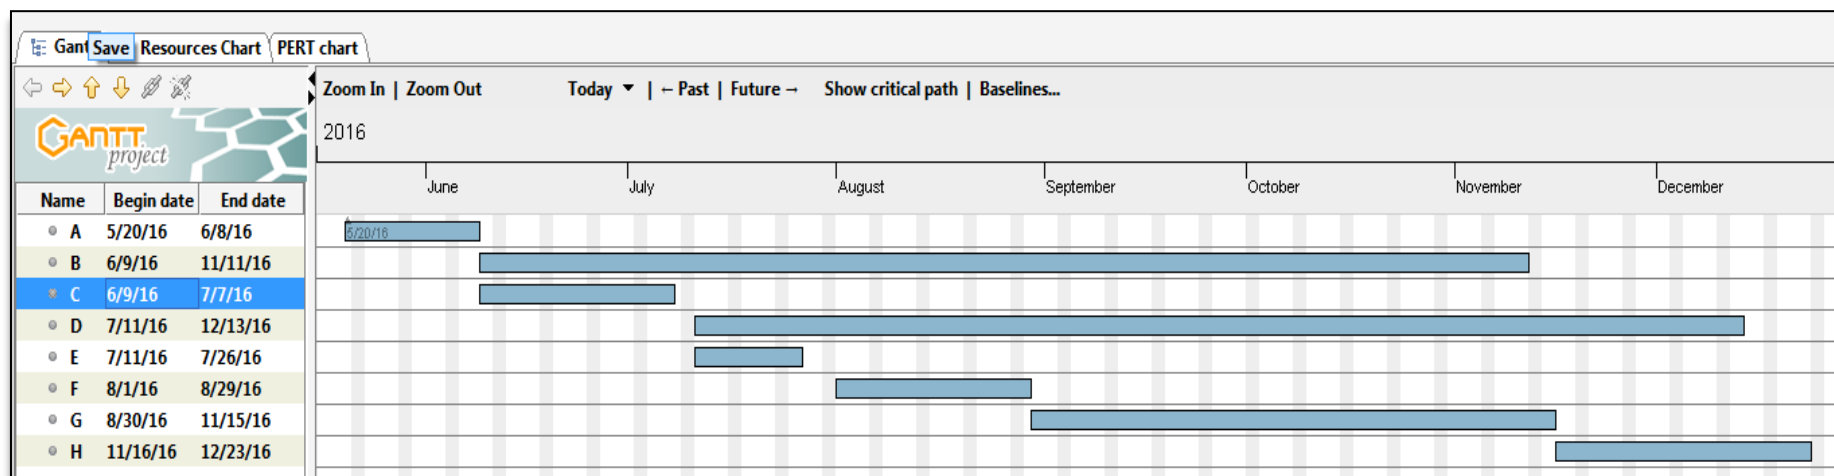 Gant Save Resources Chart PERT chart
Zoom In | Zoom Out Today | ←Past | Future→ Show critical path | Baselines...
GANTT
project
2016
June July August September October November December
Name Begin date End date
A 5/20/16 6/8/16 5/20/16
B 6/9/16 11/11/16
C 6/9/16 7/7/16
D 7/11/16 12/13/16
E 7/11/16 7/26/16
F 8/1/16 8/29/16
G 8/30/16 11/15/16
H 11/16/16 12/23/16